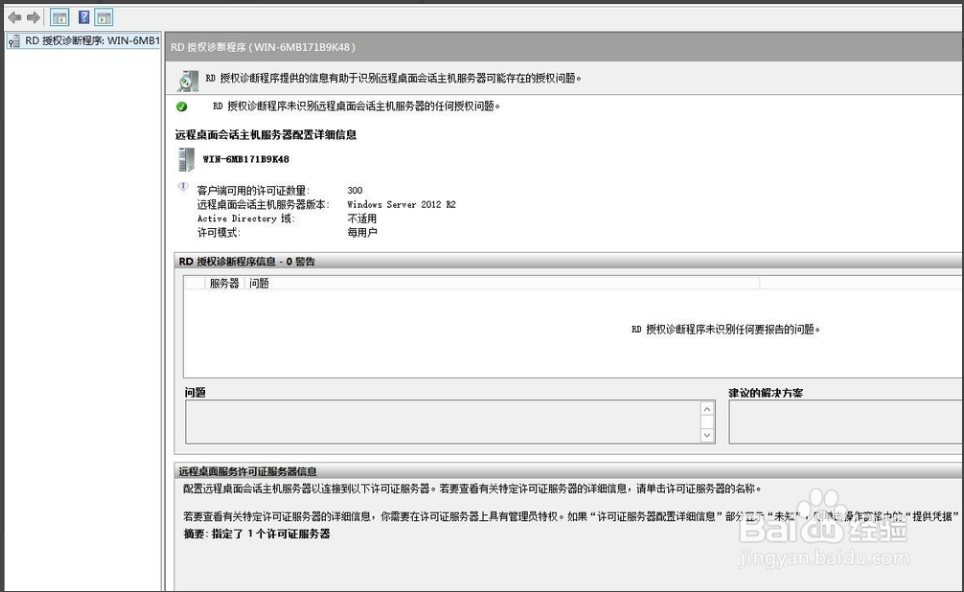 RD 授权诊断程序: WIN-6MB1
RD 授权诊断程序 (WIN-6MB171B9K48)
RD 授权诊断程序提供的信息有助于识别远程桌面会话主机服务器可能存在的授权问题。
RD 授权诊断程序未识别远程桌面会话主机服务器的任何授权问题。
远程桌面会话主机服务器配置详细信息
WIN-6MB171B9K48
客户端可用的许可证数量: 300
远程桌面会话主机服务器版本: Windows Server 2012 R2
Active Directory 域: 不适用
许可模式: 每用户
RD 授权诊断程序信息 - 0 警告
服务器 问题
RD 授权诊断程序未识别任何要报告的问题。
问题 建议的解决方案
远程桌面服务许可证服务器信息
配置远程桌面会话主机服务器以连接到以下许可证服务器。若要查看有关特定许可证服务器的详细信息，请单击许可证服务器的名称。
若要查看有关特定许可证服务器的详细信息，你需要在许可证服务器上具有管理员特权。如果“许可证服务器配置详细信息”部分显示“未知”，则单击操作窗格中的“提供凭据”
摘要: 指定了 1 个许可证服务器
Baidu 经验
jingyan.baidu.com